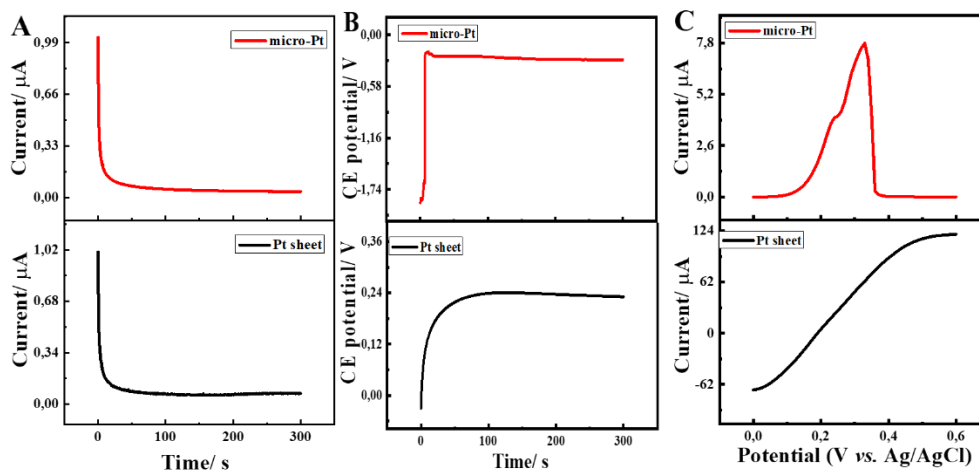 A
micro-Pt
Current/ µA
0,99
0,66
0,33
0,00
Pt sheet
Current/ µA
1,02
0,68
0,34
0,00
0
100
200
300
Time/ s
B
micro-Pt
CE potential/ V
0,00
-0,58
-1,16
-1,74
Pt sheet
CE potential/ V
0,36
0,24
0,12
0,00
0
100
200
300
Time/ s
C
micro-Pt
Current/ µA
7,8
5,2
2,6
0,0
Pt sheet
Current/ µA
124
62
0
-62
0,0
0,2
0,4
0,6
Potential (V vs. Ag/AgCl)